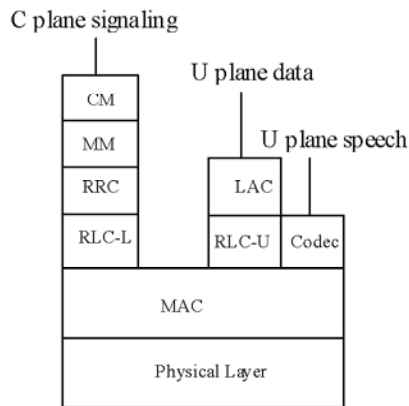 C plane signaling
U plane data
U plane speech
CM
MM
RRC
LAC
RLC-L
RLC-U
Codec
MAC
Physical Layer